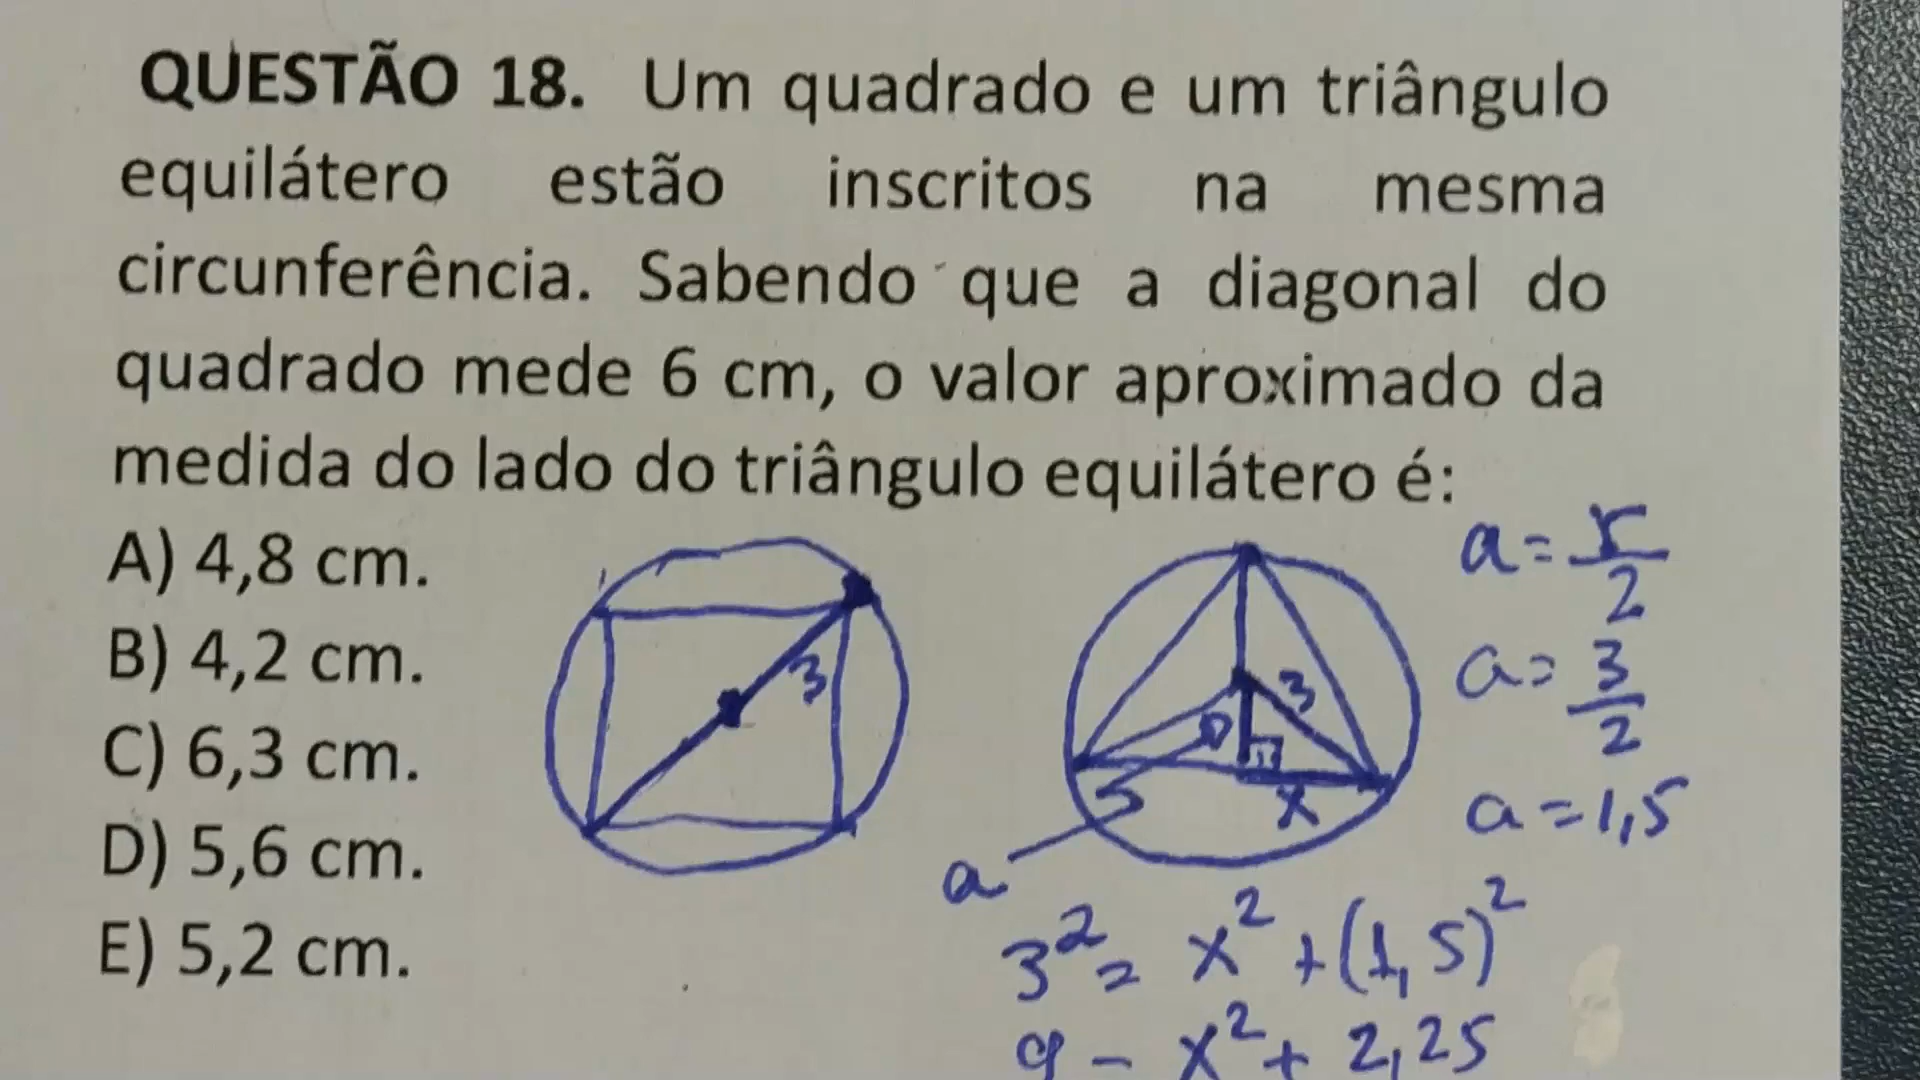 QUESTÃO 18. Um quadrado e um triângulo
equilátero estão inscritos na mesma
circunferência. Sabendo que a diagonal do
quadrado mede 6 cm, o valor aproximado da
medida do lado do triângulo equilátero é:
A) 4,8 cm.
B) 4,2 cm.
C) 6,3 cm.
D) 5,6 cm.
E) 5,2 cm.
3
3
x
a
a = r/2
a = 3/2
a = 1,5
3² = x² + (1,5)²
9 = x² + 2,25